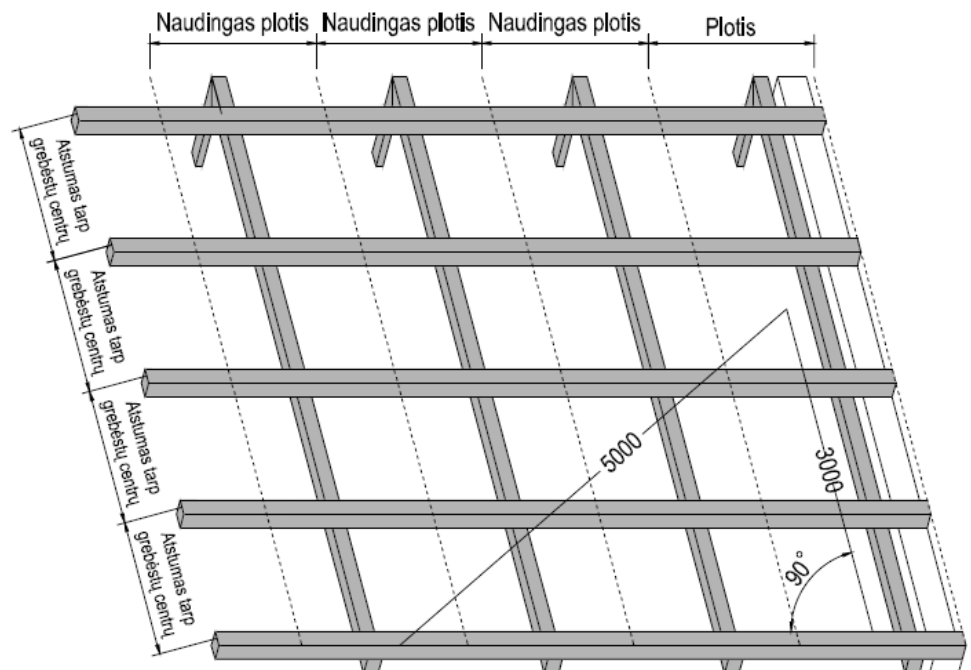 Naudingas plotis
Naudingas plotis
Naudingas plotis
Plotis
Atstumas tarp
grebėstų centrų
Atstumas tarp
grebėstų centrų
Atstumas tarp
grebėstų centrų
Atstumas tarp
grebėstų centrų
5000
3000
90°